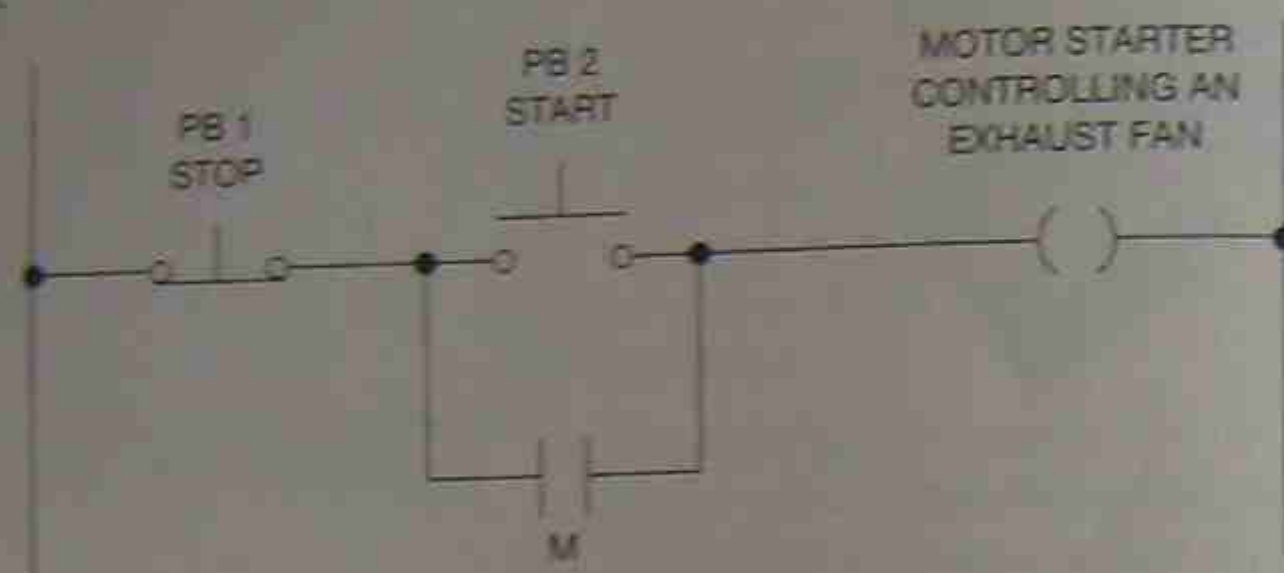 PB 1
STOP
PB 2
START
MOTOR STARTER
CONTROLLING AN
EXHAUST FAN
M